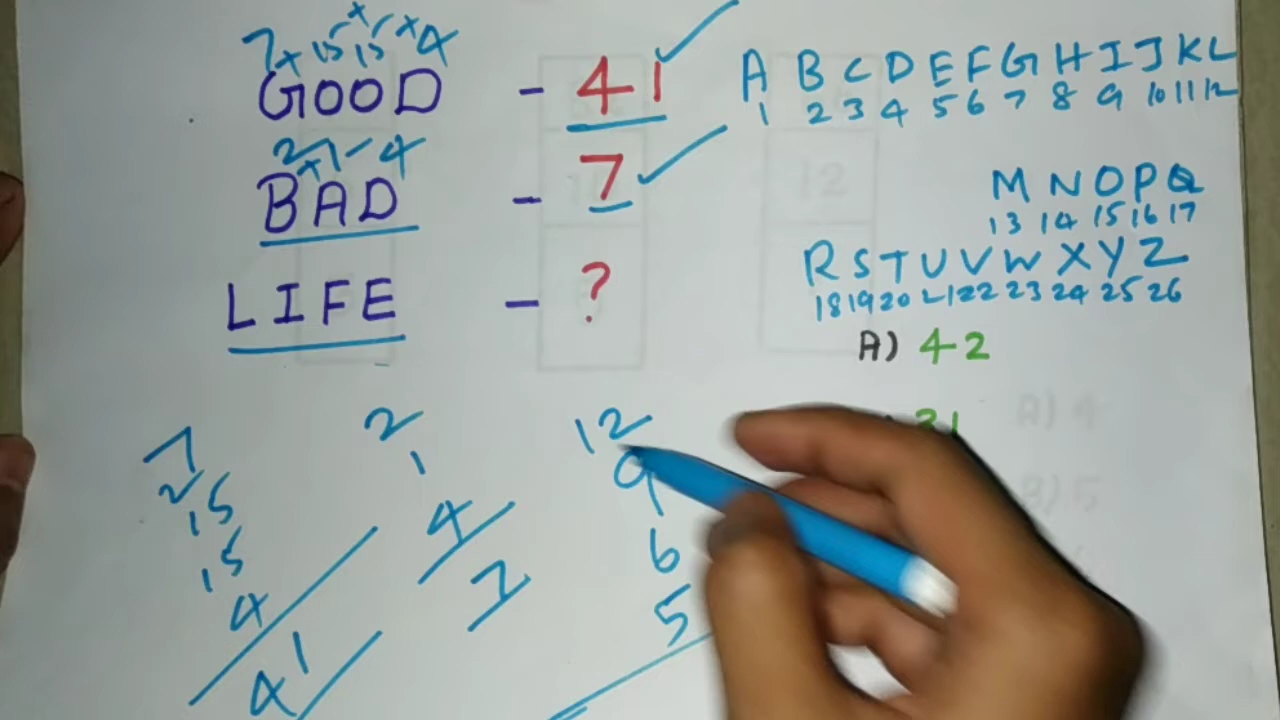 7 + 15 + 15 + 4
GOOD - 41
2 + 1 - 4
BAD - 7
LIFE - ?
A B C D E F G H I J K L
1 2 3 4 5 6 7 8 9 10 11 12
M N O P Q
13 14 15 16 17
R S T U V W X Y Z
18 19 20 21 22 23 24 25 26
A) 42
31
7
2
15
15
4
41
2
1
4
7
12
9
6
5